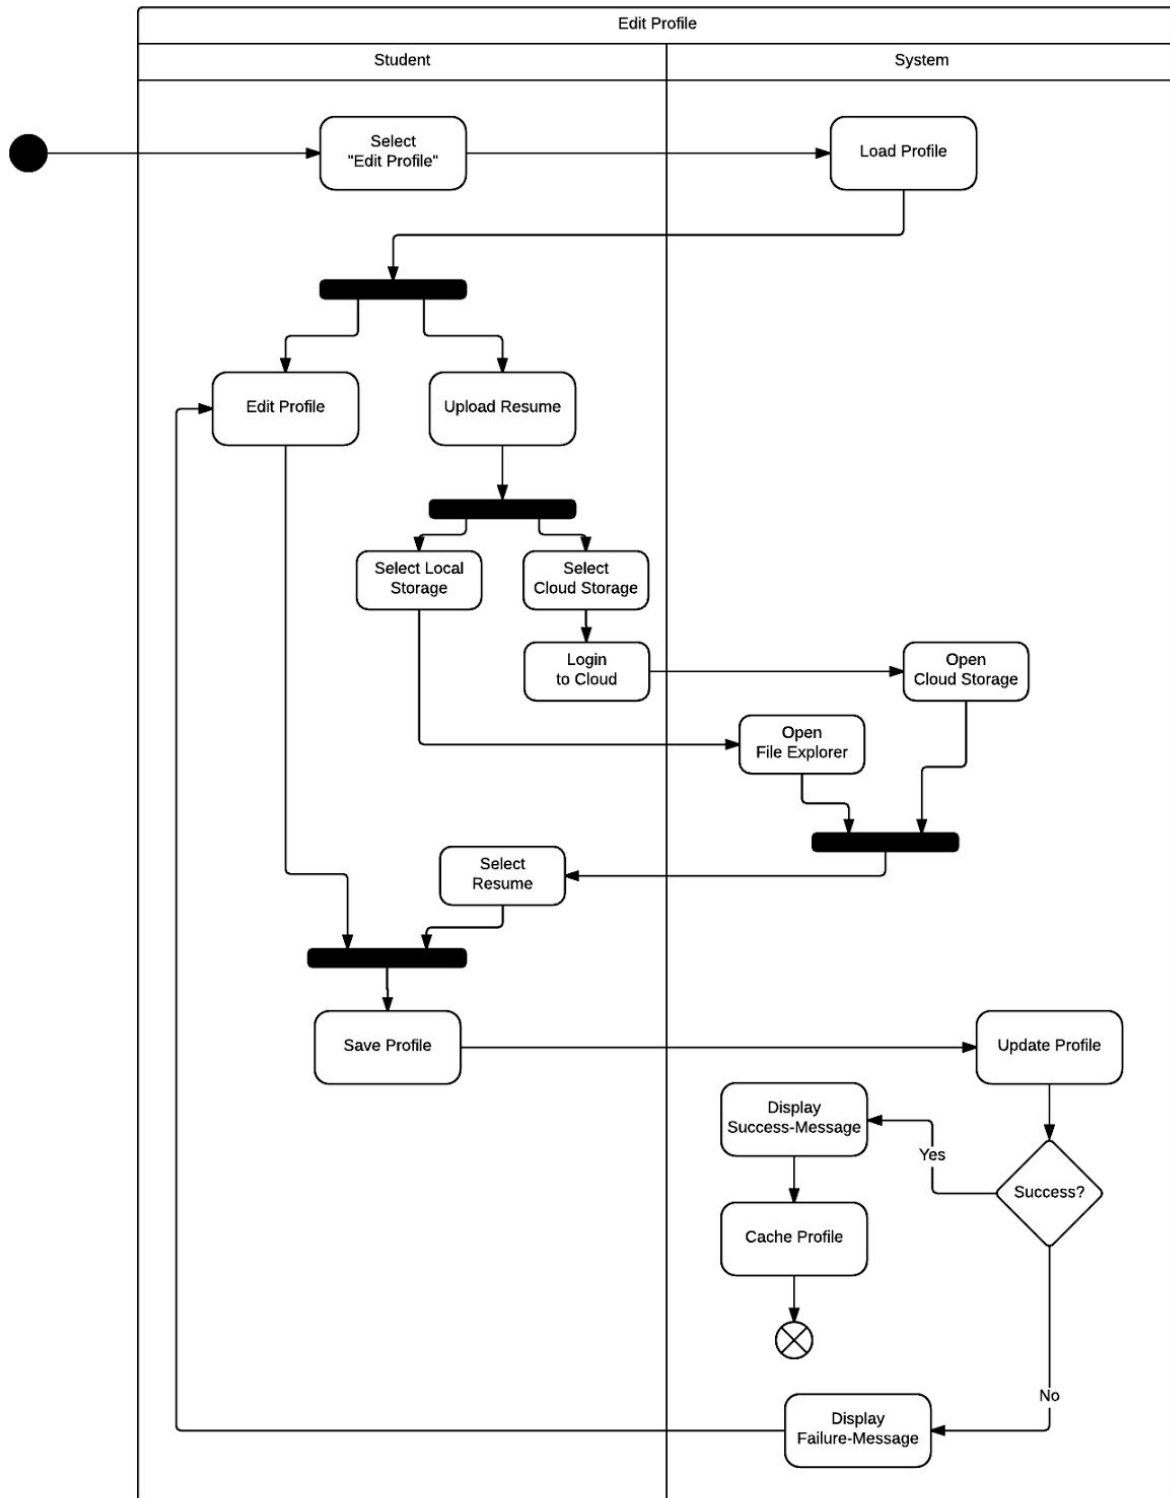 Edit Profile
Student
System
Select
"Edit Profile"
Load Profile
Edit Profile
Upload Resume
Select Local
Storage
Select
Cloud Storage
Login
to Cloud
Open
Cloud Storage
Open
File Explorer
Select
Resume
Save Profile
Update Profile
Display
Success-Message
Yes
Success?
Cache Profile
No
Display
Failure-Message